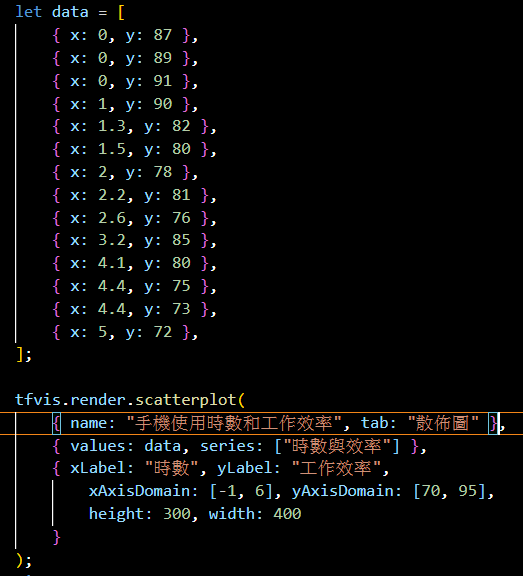 let data = [
    { x: 0, y: 87 },
    { x: 0, y: 89 },
    { x: 0, y: 91 },
    { x: 1, y: 90 },
    { x: 1.3, y: 82 },
    { x: 1.5, y: 80 },
    { x: 2, y: 78 },
    { x: 2.2, y: 81 },
    { x: 2.6, y: 76 },
    { x: 3.2, y: 85 },
    { x: 4.1, y: 80 },
    { x: 4.4, y: 75 },
    { x: 4.4, y: 73 },
    { x: 5, y: 72 },
];
tfvis.render.scatterplot(
    { name: "手機使用時數和工作效率", tab: "散佈圖" },
    { values: data, series: ["時數與效率"] },
    { xLabel: "時數", yLabel: "工作效率",
        xAxisDomain: [-1, 6], yAxisDomain: [70, 95],
        height: 300, width: 400
    }
);